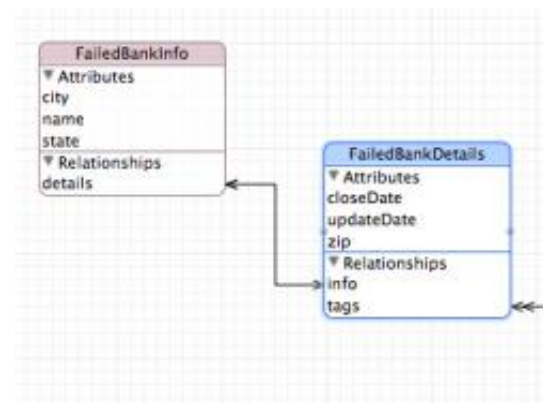 FailedBankInfo
Attributes
city
name
state
Relationships
details
FailedBankDetails
Attributes
closeDate
updateDate
zip
Relationships
info
tags